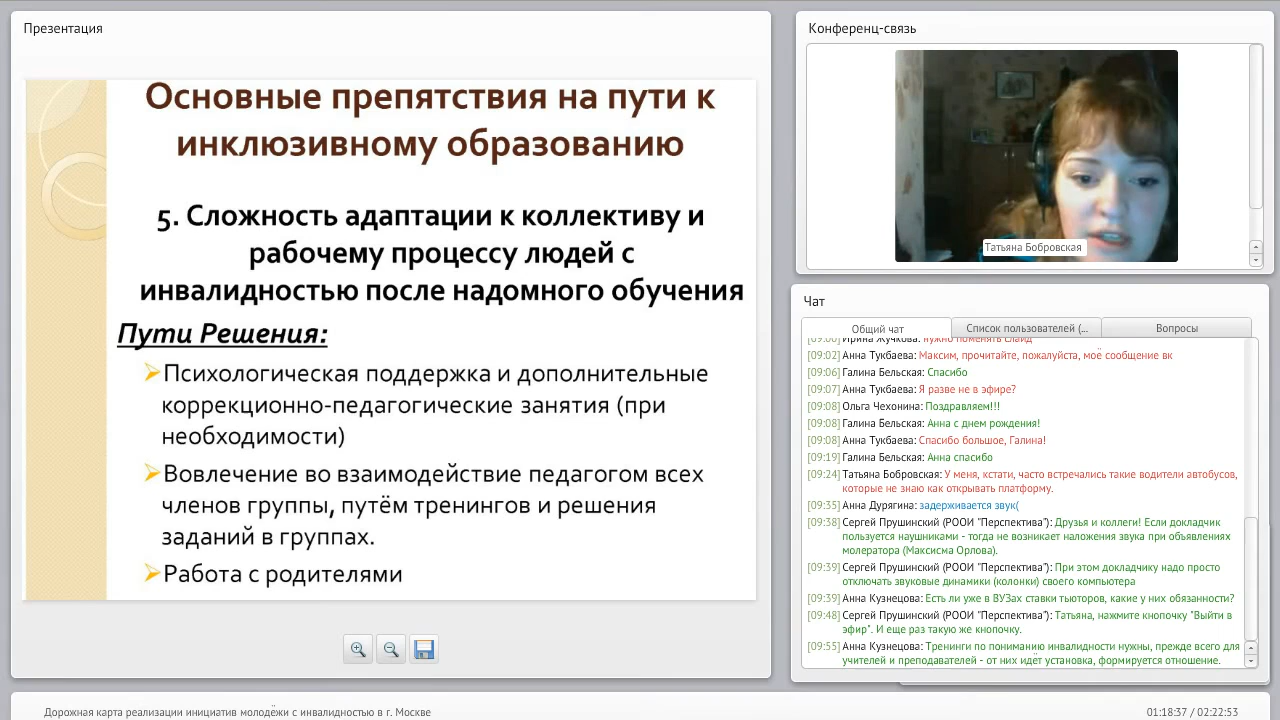 Презентация
Основные препятствия на пути к
инклюзивному образованию
5. Сложность адаптации к коллективу и
рабочему процессу людей с
инвалидностью после надомного обучения
Пути Решения:
Психологическая поддержка и дополнительные
коррекционно-педагогические занятия (при
необходимости)
Вовлечение во взаимодействие педагогом всех
членов группы, путём тренингов и решения
заданий в группах.
Работа с родителями
Конференц-связь
Татьяна Бобровская
Чат
Общий чат
Список пользователей (...
Вопросы
[09:00] Ирина Жучкова: нужно поменять слайд
[09:02] Анна Тукбаева: Максим, прочитайте, пожалуйста, моё сообщение вк
[09:06] Галина Бельская: Спасибо
[09:07] Анна Тукбаева: Я разве не в эфире?
[09:08] Ольга Чехонина: Поздравляем!!!
[09:08] Галина Бельская: Анна с днем рождения!
[09:08] Анна Тукбаева: Спасибо большое, Галина!
[09:19] Галина Бельская: Анна спасибо
[09:24] Татьяна Бобровская: У меня, кстати, часто встречались такие водители автобусов,
которые не знаю как открывать платформу.
[09:35] Анна Дурягина: задерживается звук(
[09:38] Сергей Прушинский (РООИ "Перспектива"): Друзья и коллеги! Если докладчик
пользуется наушниками - тогда не возникает наложения звука при объявлениях
молератора (Максисма Орлова).
[09:39] Сергей Прушинский (РООИ "Перспектива"): При этом докладчику надо просто
отключать звуковые динамики (колонки) своего компьютера
[09:39] Анна Кузнецова: Есть ли уже в ВУЗах ставки тьюторов, какие у них обязанности?
[09:48] Сергей Прушинский (РООИ "Перспектива"): Татьяна, нажмите кнопочку "Выйти в
эфир". И еще раз такую же кнопочку.
[09:55] Анна Кузнецова: Тренинги по пониманию инвалидности нужны, прежде всего для
учителей и преподавателей - от них идёт установка, формируется отношение.
Дорожная карта реализации инициатив молодёжи с инвалидностью в г. Москве
01:18:37 / 02:22:53